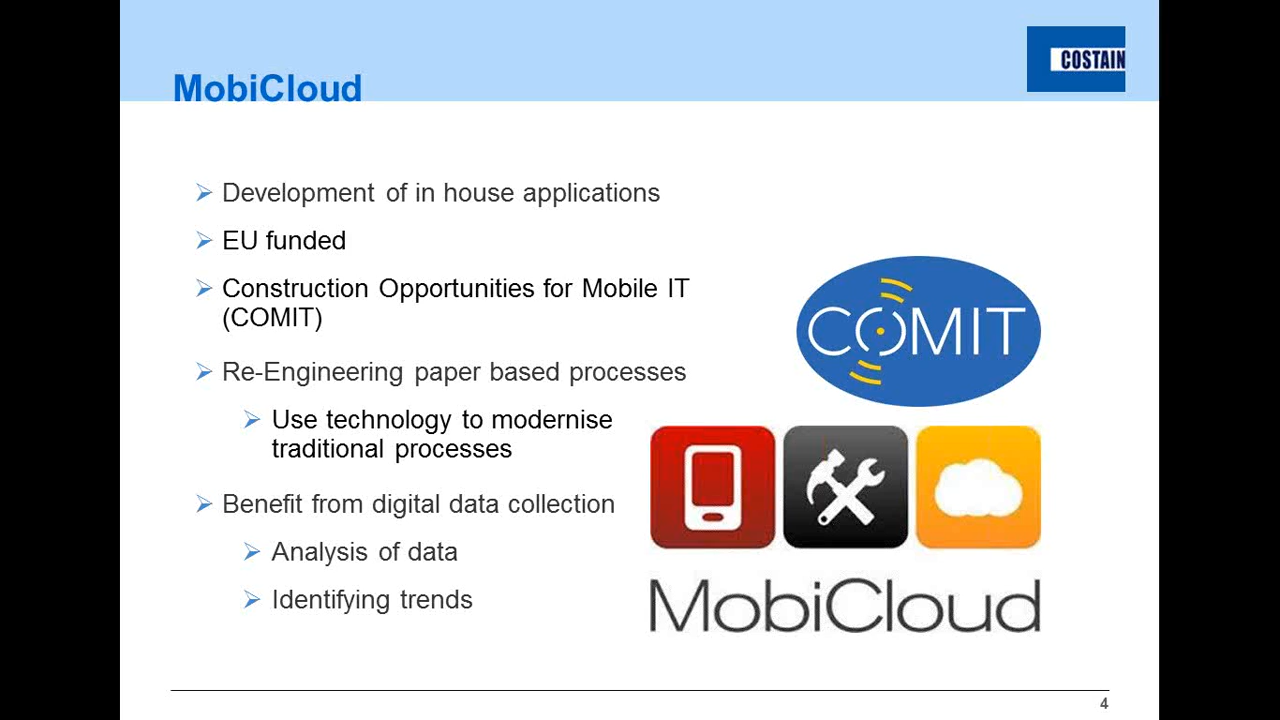 COSTAIN
MobiCloud
Development of in house applications
EU funded
Construction Opportunities for Mobile IT
(COMIT)
Re-Engineering paper based processes
Use technology to modernise
traditional processes
Benefit from digital data collection
Analysis of data
Identifying trends
COMIT
MobiCloud
4